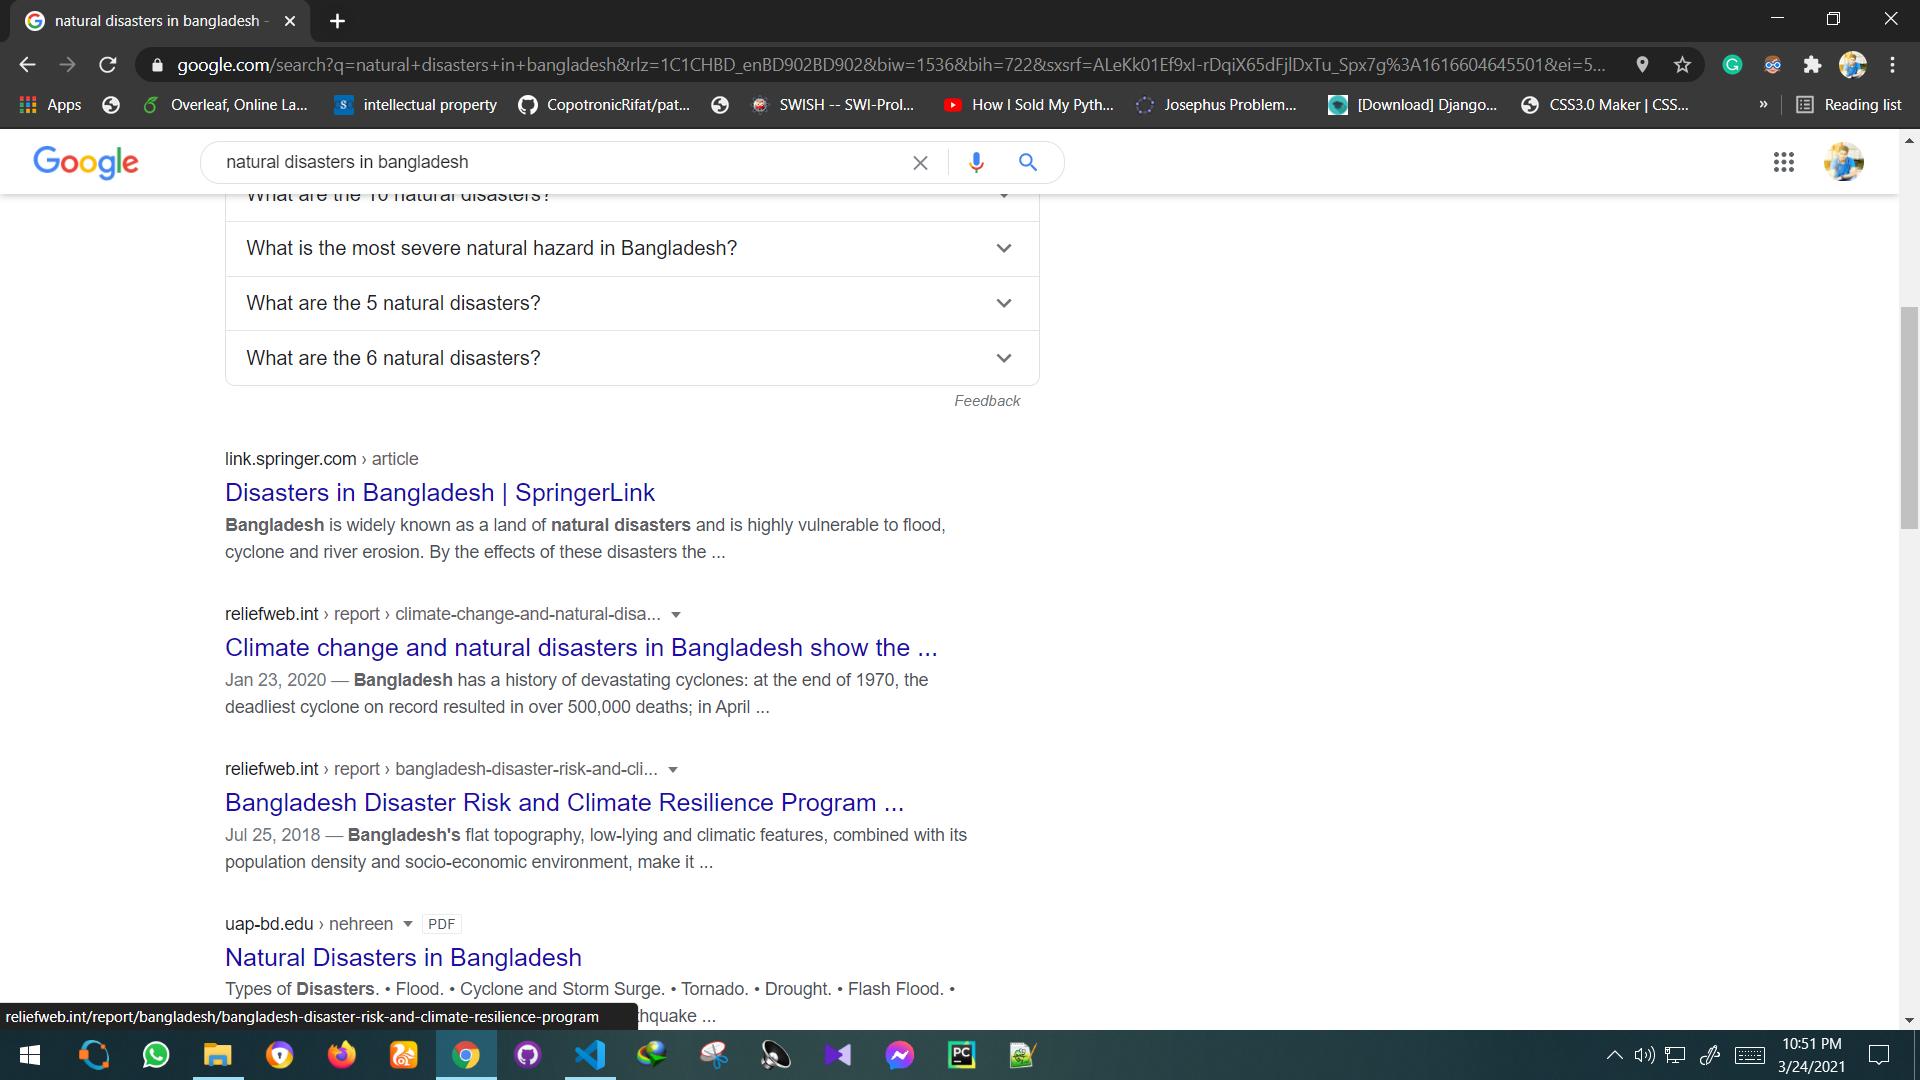 natural disasters in bangladesh -
google.com/search?q=natural+disasters+in+bangladesh&rlz=1C1CHBD_enBD902BD902&biw=1536&bih=722&sxsrf=ALeKk01Ef9xI-rDqiX65dFjlDxTu_Spx7g%3A1616604645501&ei=5...
Apps
Overleaf, Online La...
intellectual property
CopotronicRifat/pat...
SWISH -- SWI-Prol...
How I Sold My Pyth...
Josephus Problem...
[Download] Django...
CSS3.0 Maker | CSS...
»
Reading list
Google
natural disasters in bangladesh
What are the 10 natural disasters?
What is the most severe natural hazard in Bangladesh?
What are the 5 natural disasters?
What are the 6 natural disasters?
Feedback
link.springer.com › article
Disasters in Bangladesh | SpringerLink
Bangladesh is widely known as a land of natural disasters and is highly vulnerable to flood,
cyclone and river erosion. By the effects of these disasters the ...
reliefweb.int › report › climate-change-and-natural-disa...
Climate change and natural disasters in Bangladesh show the ...
Jan 23, 2020 — Bangladesh has a history of devastating cyclones: at the end of 1970, the
deadliest cyclone on record resulted in over 500,000 deaths; in April ...
reliefweb.int › report › bangladesh-disaster-risk-and-cli...
Bangladesh Disaster Risk and Climate Resilience Program ...
Jul 25, 2018 — Bangladesh's flat topography, low-lying and climatic features, combined with its
population density and socio-economic environment, make it ...
uap-bd.edu › nehreen PDF
Natural Disasters in Bangladesh
Types of Disasters. • Flood. • Cyclone and Storm Surge. • Tornado. • Drought. • Flash Flood. •
hquake ...
reliefweb.int/report/bangladesh/bangladesh-disaster-risk-and-climate-resilience-program
10:51 PM
3/24/2021